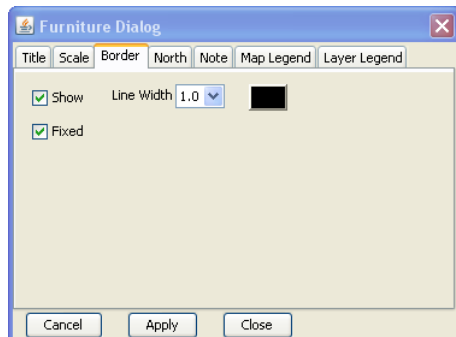 Furniture Dialog
Title Scale Border North Note Map Legend Layer Legend
Show Line Width 1.0
Fixed
Cancel Apply Close